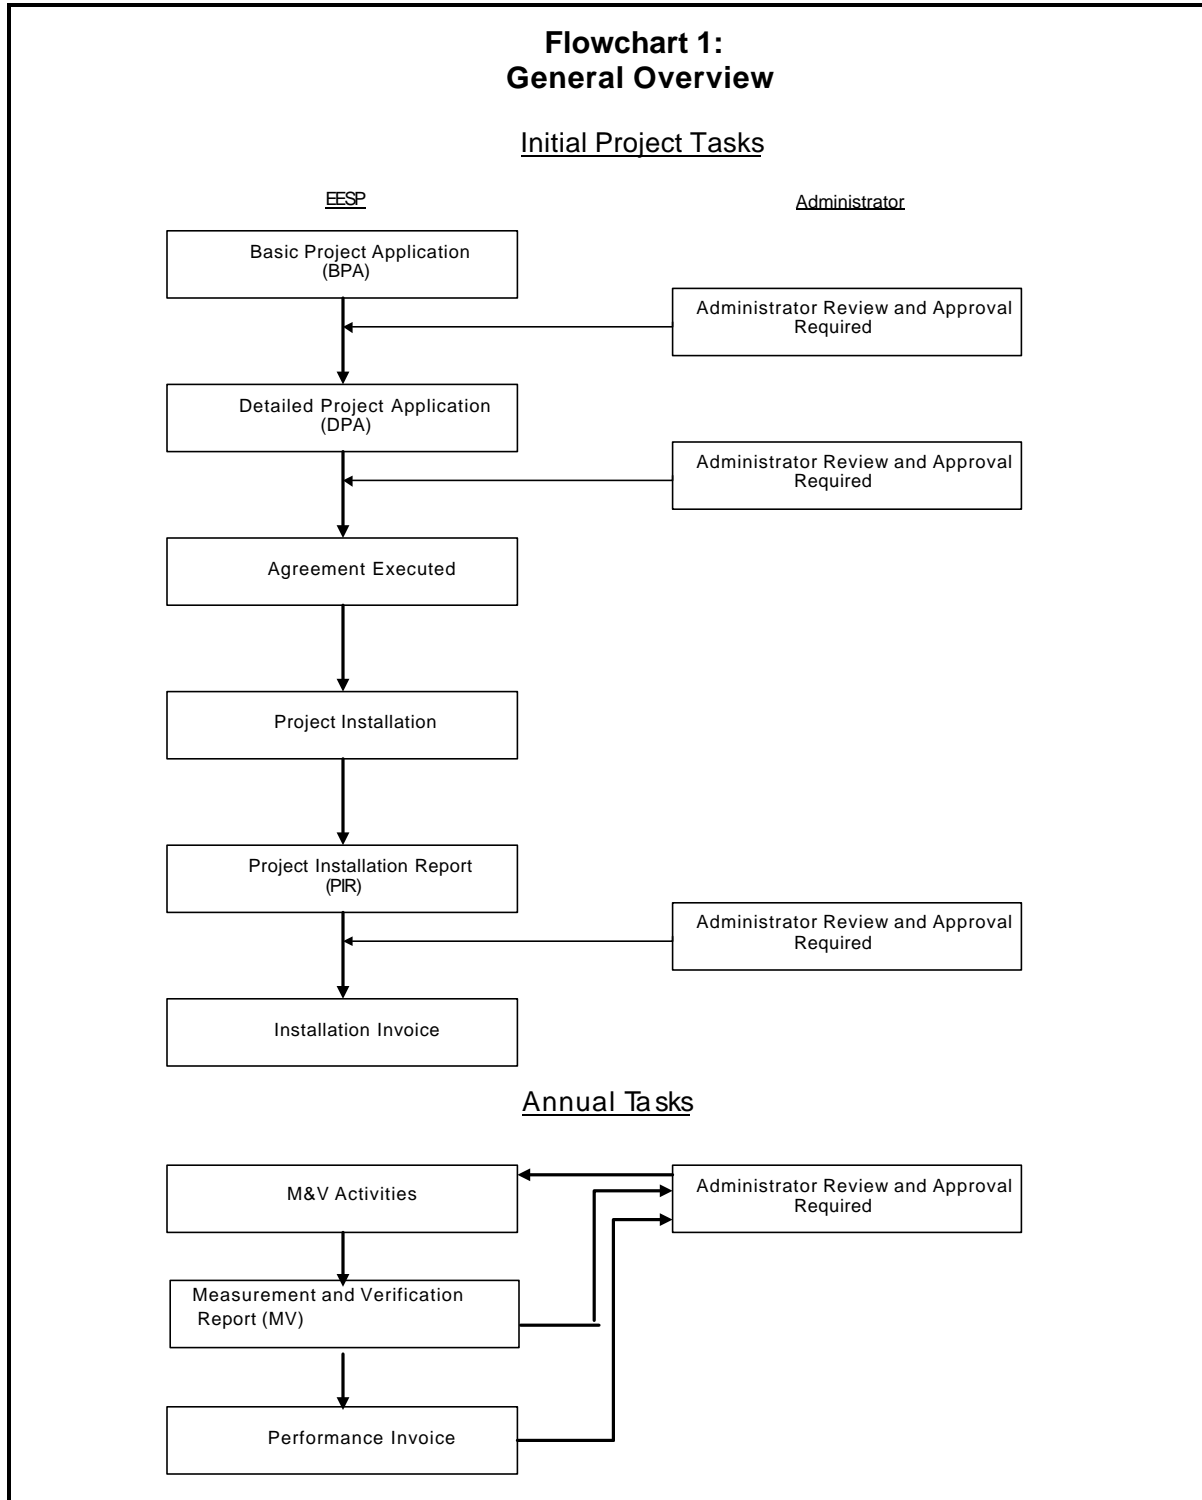 Flowchart 1:
General Overview
Initial Project Tasks
EESP
Administrator
Basic Project Application
(BPA)
Administrator Review and Approval
Required
Detailed Project Application
(DPA)
Administrator Review and Approval
Required
Agreement Executed
Project Installation
Project Installation Report
(PIR)
Administrator Review and Approval
Required
Installation Invoice
Annual Tasks
M&V Activities
Administrator Review and Approval
Required
Measurement and Verification
Report (MV)
Performance Invoice